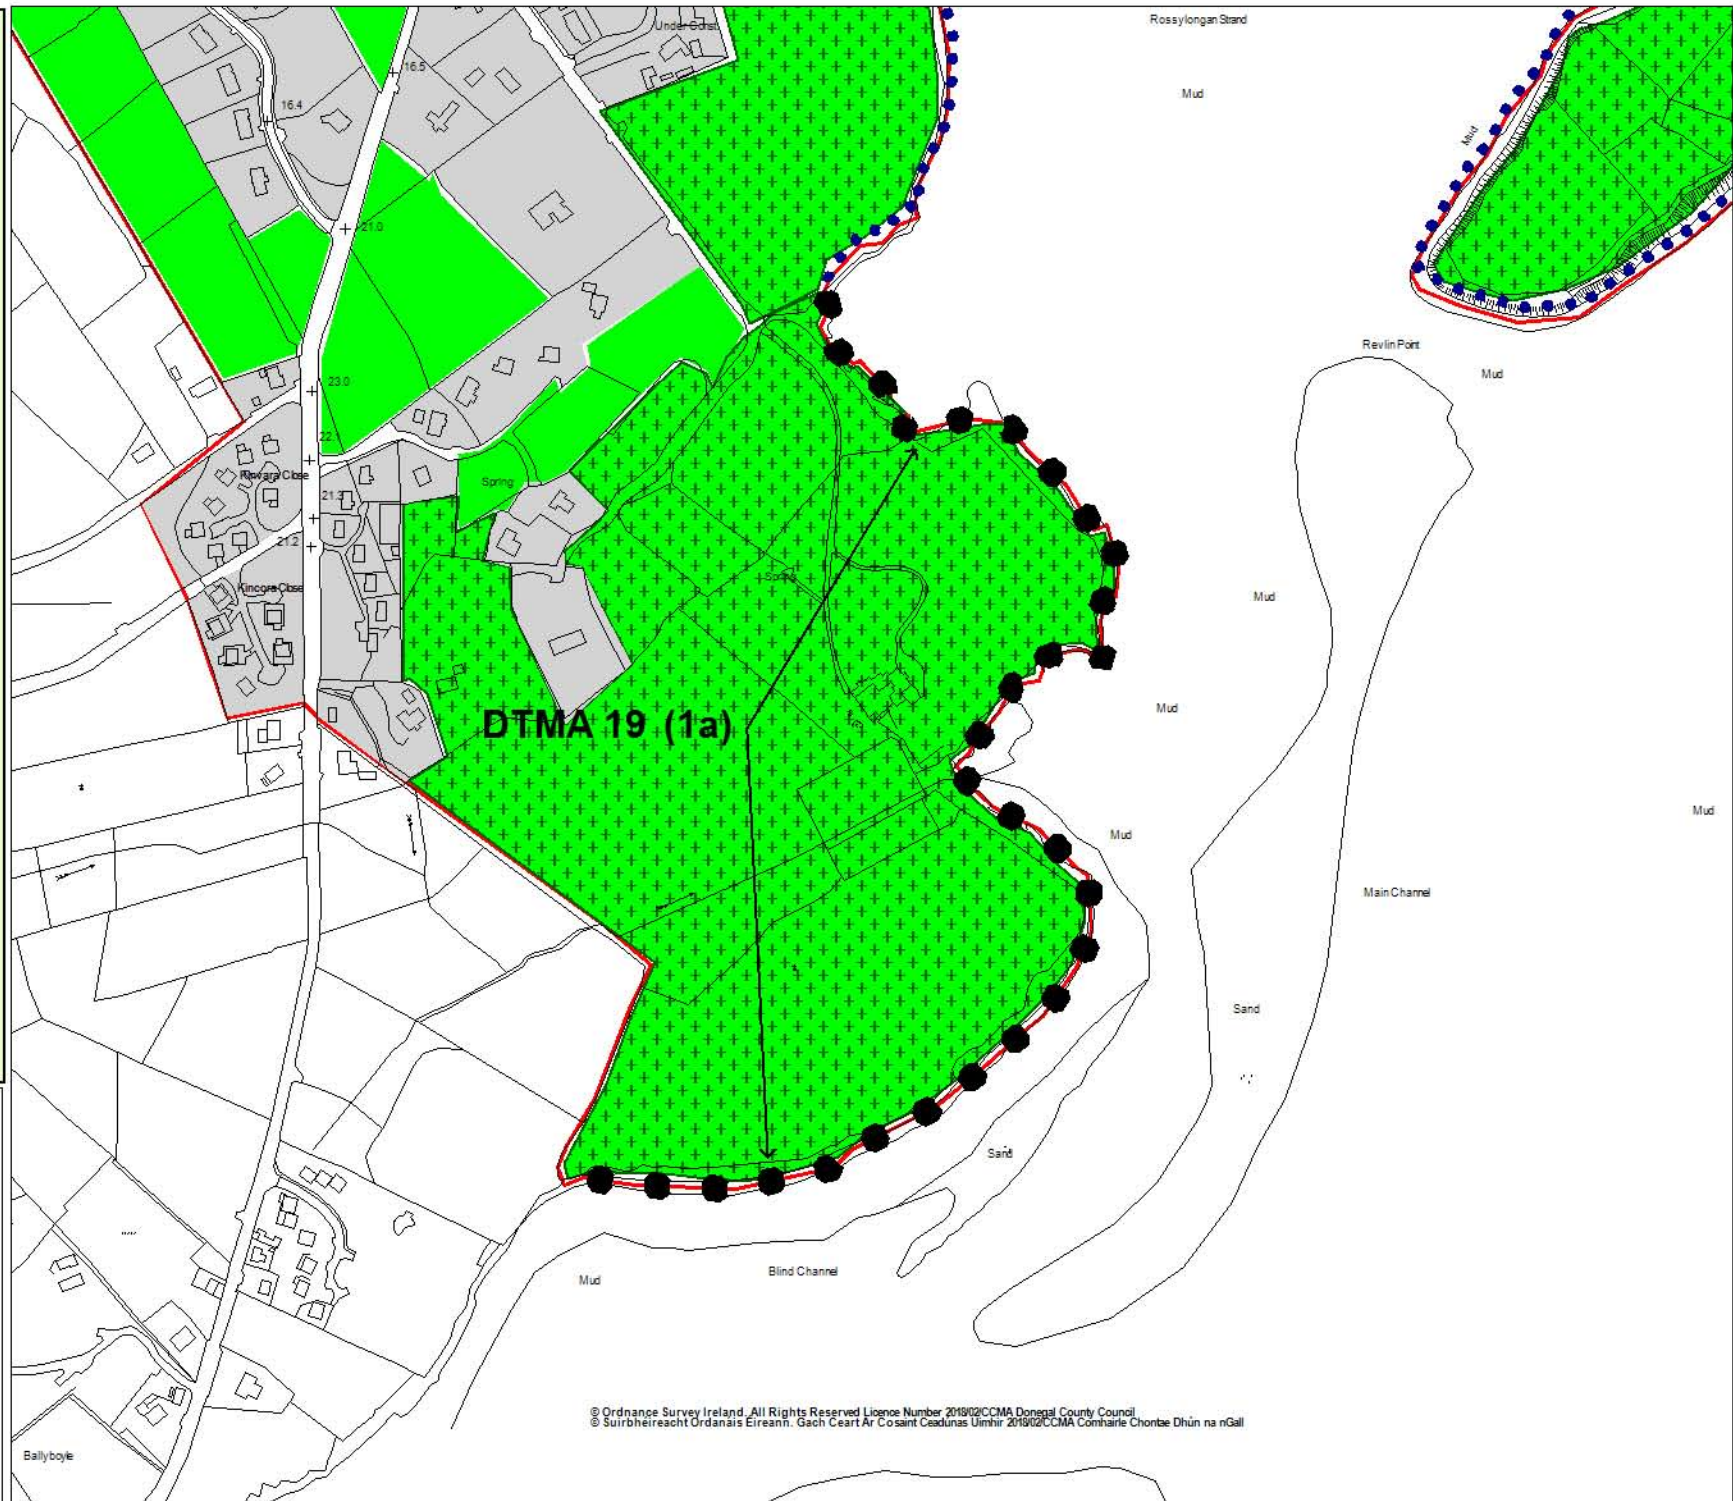 Rossylongan Strand
Under Const.
16.5
Mud
16.4
Mud
21.0
Revlin Point
Mud
23.0
22.1
Kinvara Close
Spring
21.3
21.2
Spring
Kincora Close
Mud
Mud
DTMA 19 (1a)
Mud
Mud
Main Channel
Sand
Sand
Blind Channel
Mud
© Ordnance Survey Ireland. All Rights Reserved Licence Number 2018/02/CCMA Donegal County Council
© Suirbhéireacht Ordanáis Éireann. Gach Ceart Ar Cosaint Ceadúnas Uimhir 2018/02/CCMA Comhairle Chontae Dhún na nGall
Ballyboyle